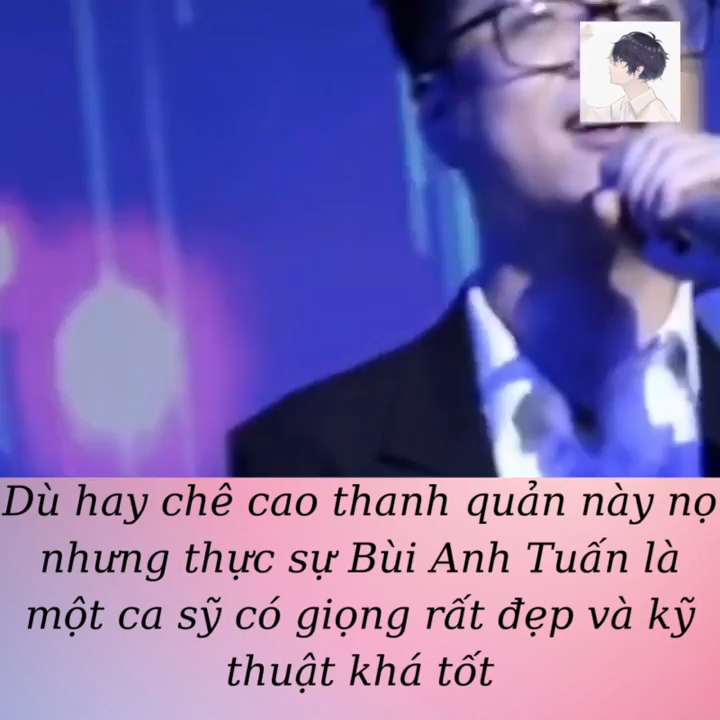 Dù hay chê cao thanh quản này nọ
nhưng thực sự Bùi Anh Tuấn là
một ca sỹ có giọng rất đẹp và kỹ
thuật khá tốt